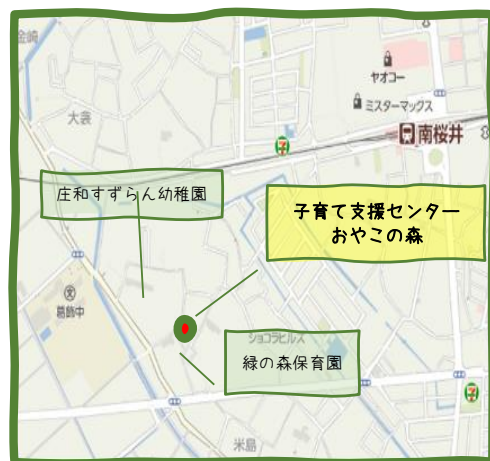 金崎
ヤオコー
ミスターマックス
大衾
南桜井
庄和すずらん幼稚園
子育て支援センター
おやこの森
葛飾中
ショコラヒルズ
緑の森保育園
米島